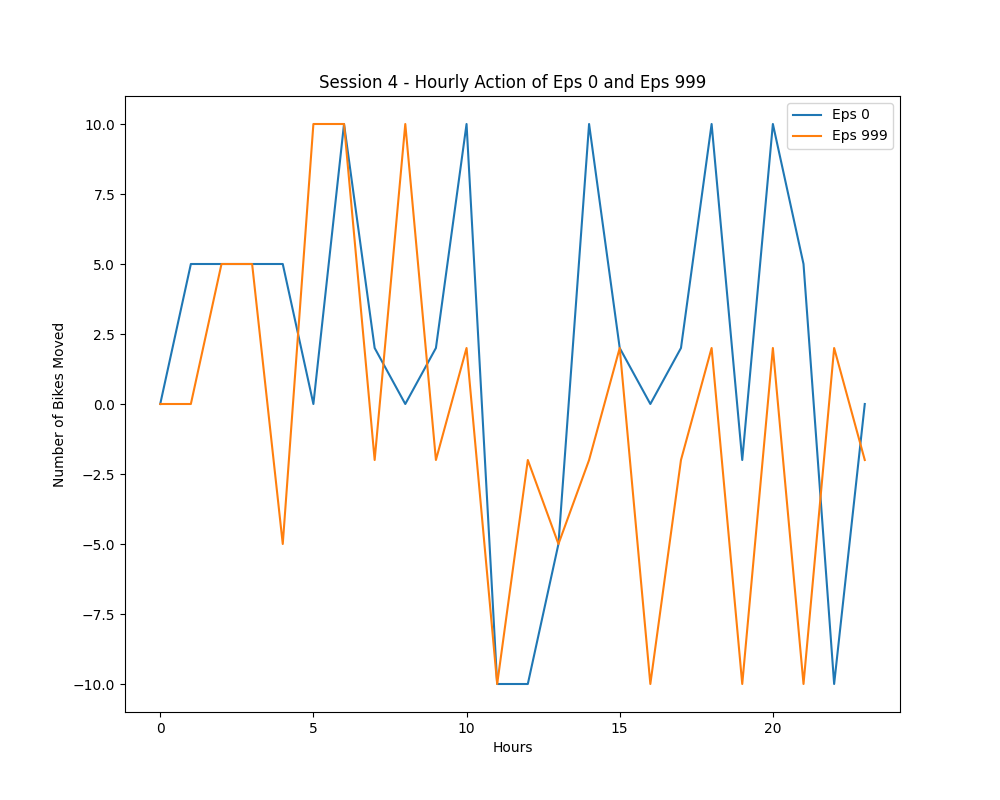 Session 4 - Hourly Action of Eps 0 and Eps 999
Eps 0
Eps 999
10.0
7.5
5.0
2.5
0.0
−2.5
−5.0
−7.5
−10.0
Number of Bikes Moved
0 5 10 15 20
Hours